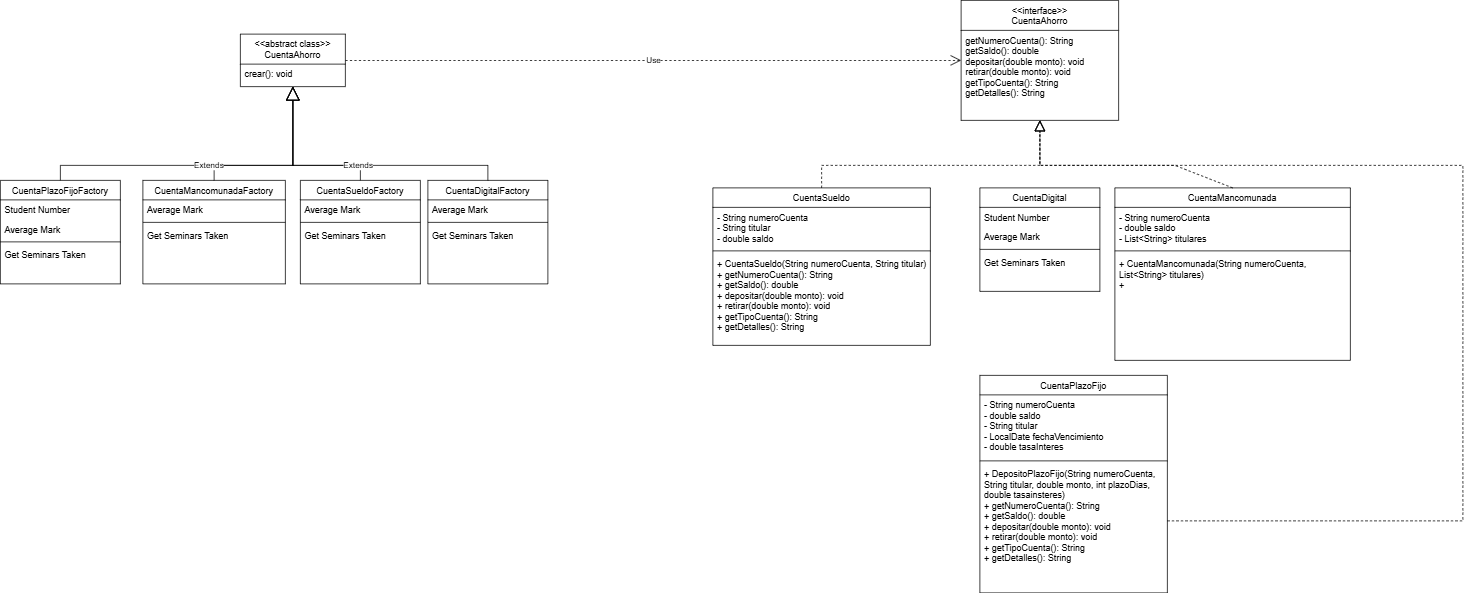 <<abstract class>>
CuentaAhorro
crear(): void
Use
<<interface>>
CuentaAhorro
getNumeroCuenta(): String
getSaldo(): double
depositar(double monto): void
retirar(double monto): void
getTipoCuenta(): String
getDetalles(): String
Extends
Extends
CuentaPlazoFijoFactory
Student Number
Average Mark
Get Seminars Taken
CuentaMancomunadaFactory
Average Mark
Get Seminars Taken
CuentaSueldoFactory
Average Mark
Get Seminars Taken
CuentaDigitalFactory
Average Mark
Get Seminars Taken
CuentaSueldo
- String numeroCuenta
- String titular
- double saldo
+ CuentaSueldo(String numeroCuenta, String titular)
+ getNumeroCuenta(): String
+ getSaldo(): double
+ depositar(double monto): void
+ retirar(double monto): void
+ getTipoCuenta(): String
+ getDetalles(): String
CuentaDigital
Student Number
Average Mark
Get Seminars Taken
CuentaMancomunada
- String numeroCuenta
- double saldo
- List<String> titulares
+ CuentaMancomunada(String numeroCuenta,
List<String> titulares)
+
CuentaPlazoFijo
- String numeroCuenta
- double saldo
- String titular
- LocalDate fechaVencimiento
- double tasaInteres
+ DepositoPlazoFijo(String numeroCuenta,
String titular, double monto, int plazoDias,
double tasainsteres)
+ getNumeroCuenta(): String
+ getSaldo(): double
+ depositar(double monto): void
+ retirar(double monto): void
+ getTipoCuenta(): String
+ getDetalles(): String